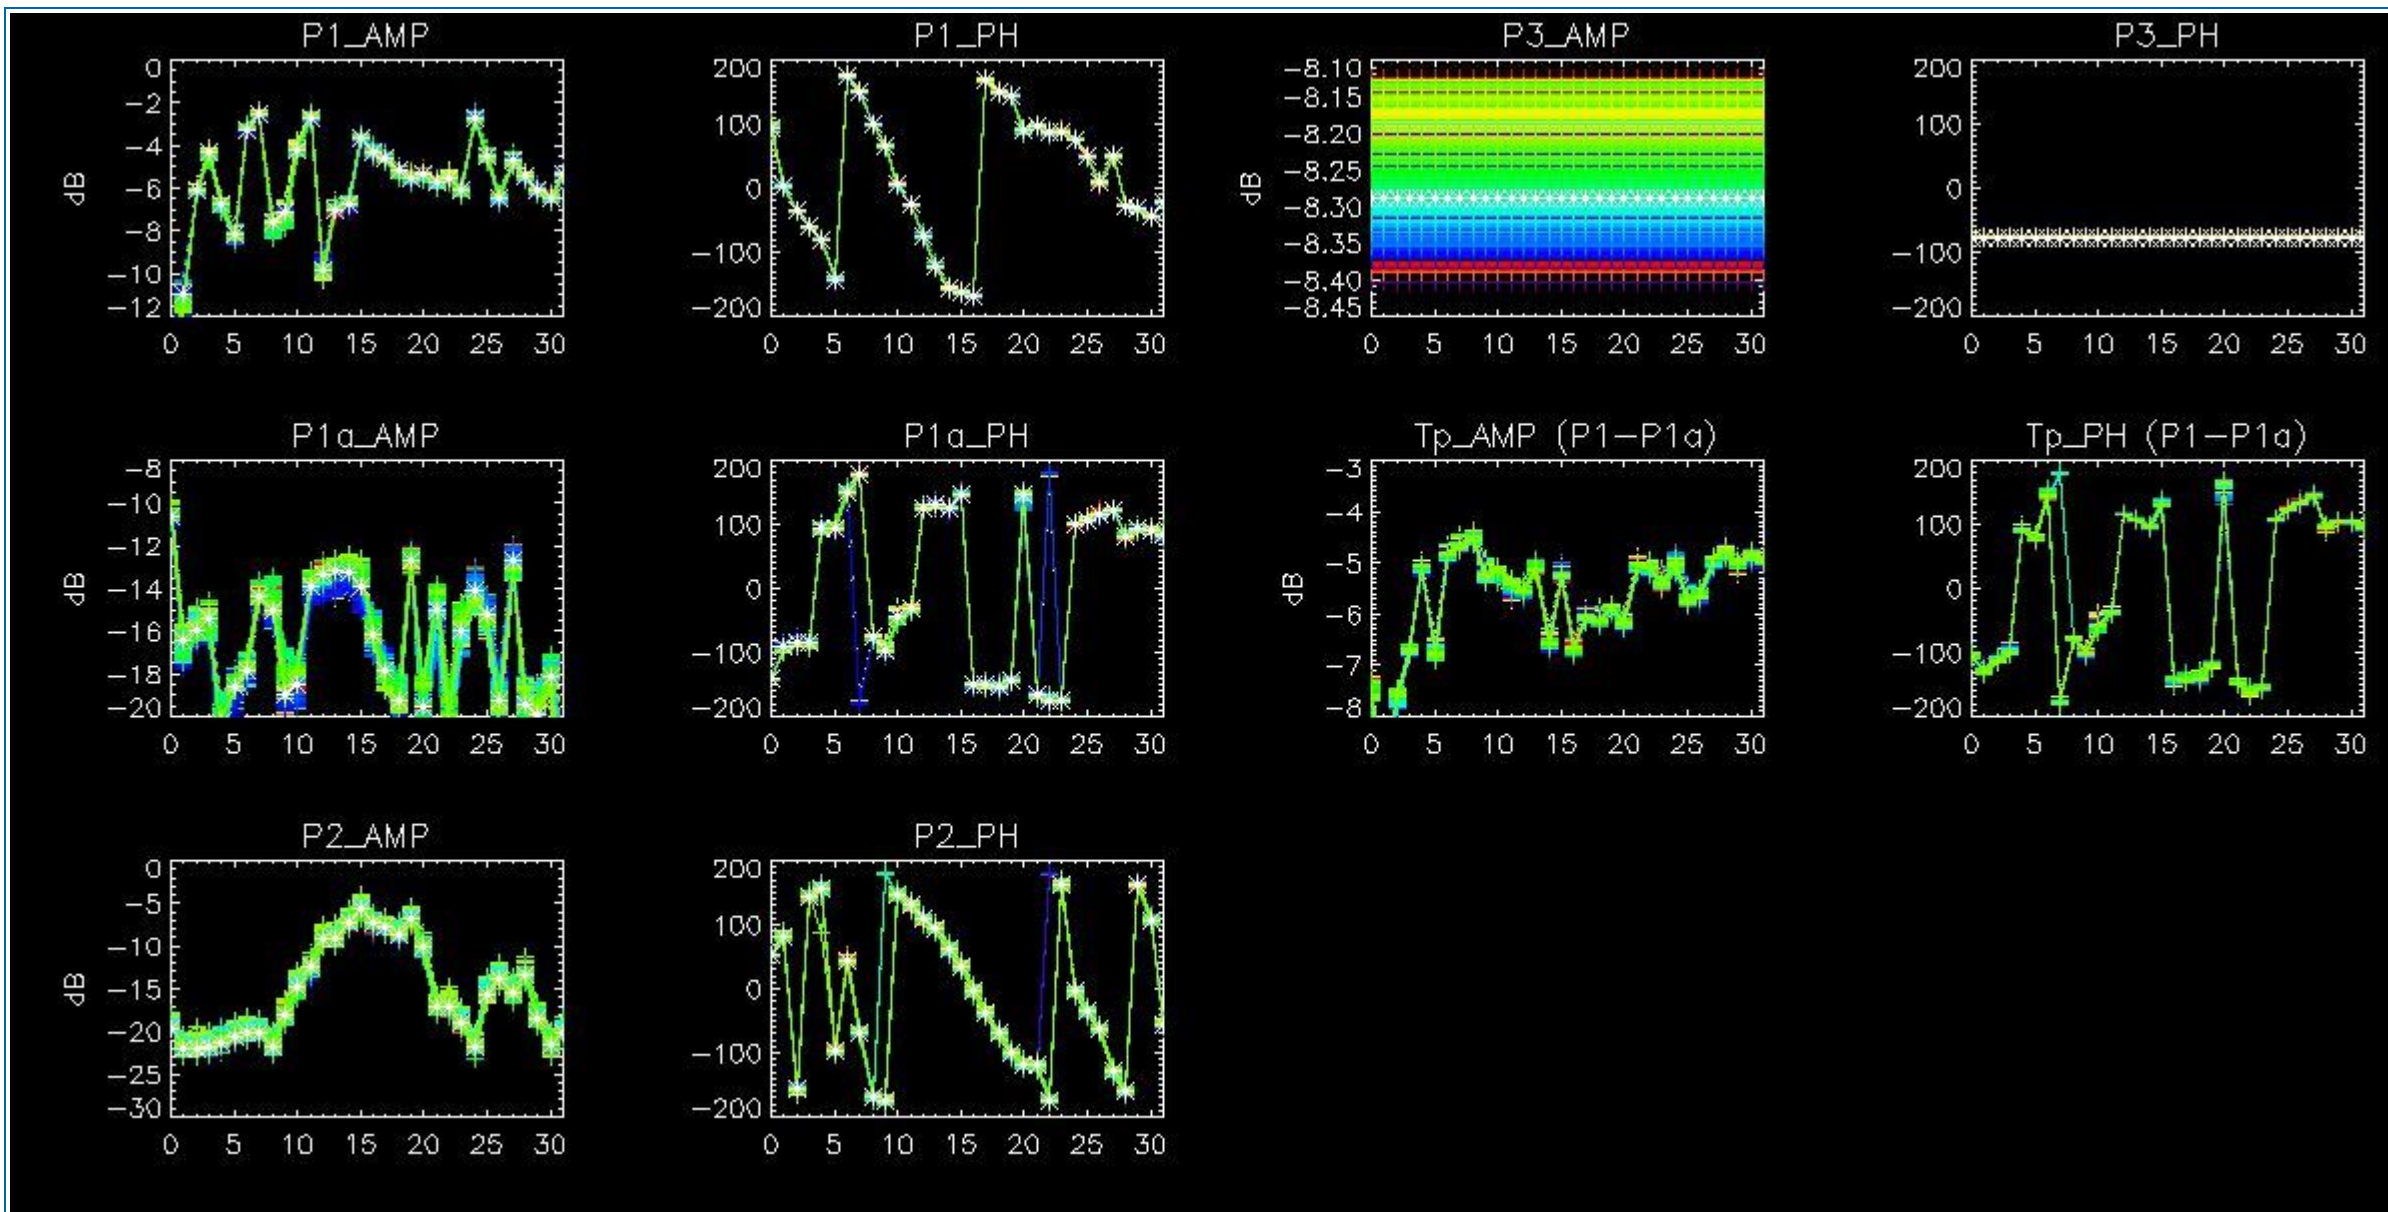 P1_AMP P1_PH P3_AMP P3_PH
0 200 -8.10 200
-2 -8.15
-4 100 -8.20 100
dB -6 0 dB -8.25 0
-8 -8.30
-10 -100 -8.35 -100
-12 -200 -8.40 -200
-8.45
0 5 10 15 20 25 30 0 5 10 15 20 25 30 0 5 10 15 20 25 30 0 5 10 15 20 25 30
P1a_AMP P1a_PH Tp_AMP (P1-P1a) Tp_PH (P1-P1a)
-8 200 -3 200
-10 100 -4 100
-12
dB -14 0 dB -5 0
-16 -6
-18 -100 -7 -100
-20 -200 -8 -200
0 5 10 15 20 25 30 0 5 10 15 20 25 30 0 5 10 15 20 25 30 0 5 10 15 20 25 30
P2_AMP P2_PH
0 200
-5 100
-10
dB -15 0
-20
-25 -100
-30 -200
0 5 10 15 20 25 30 0 5 10 15 20 25 30